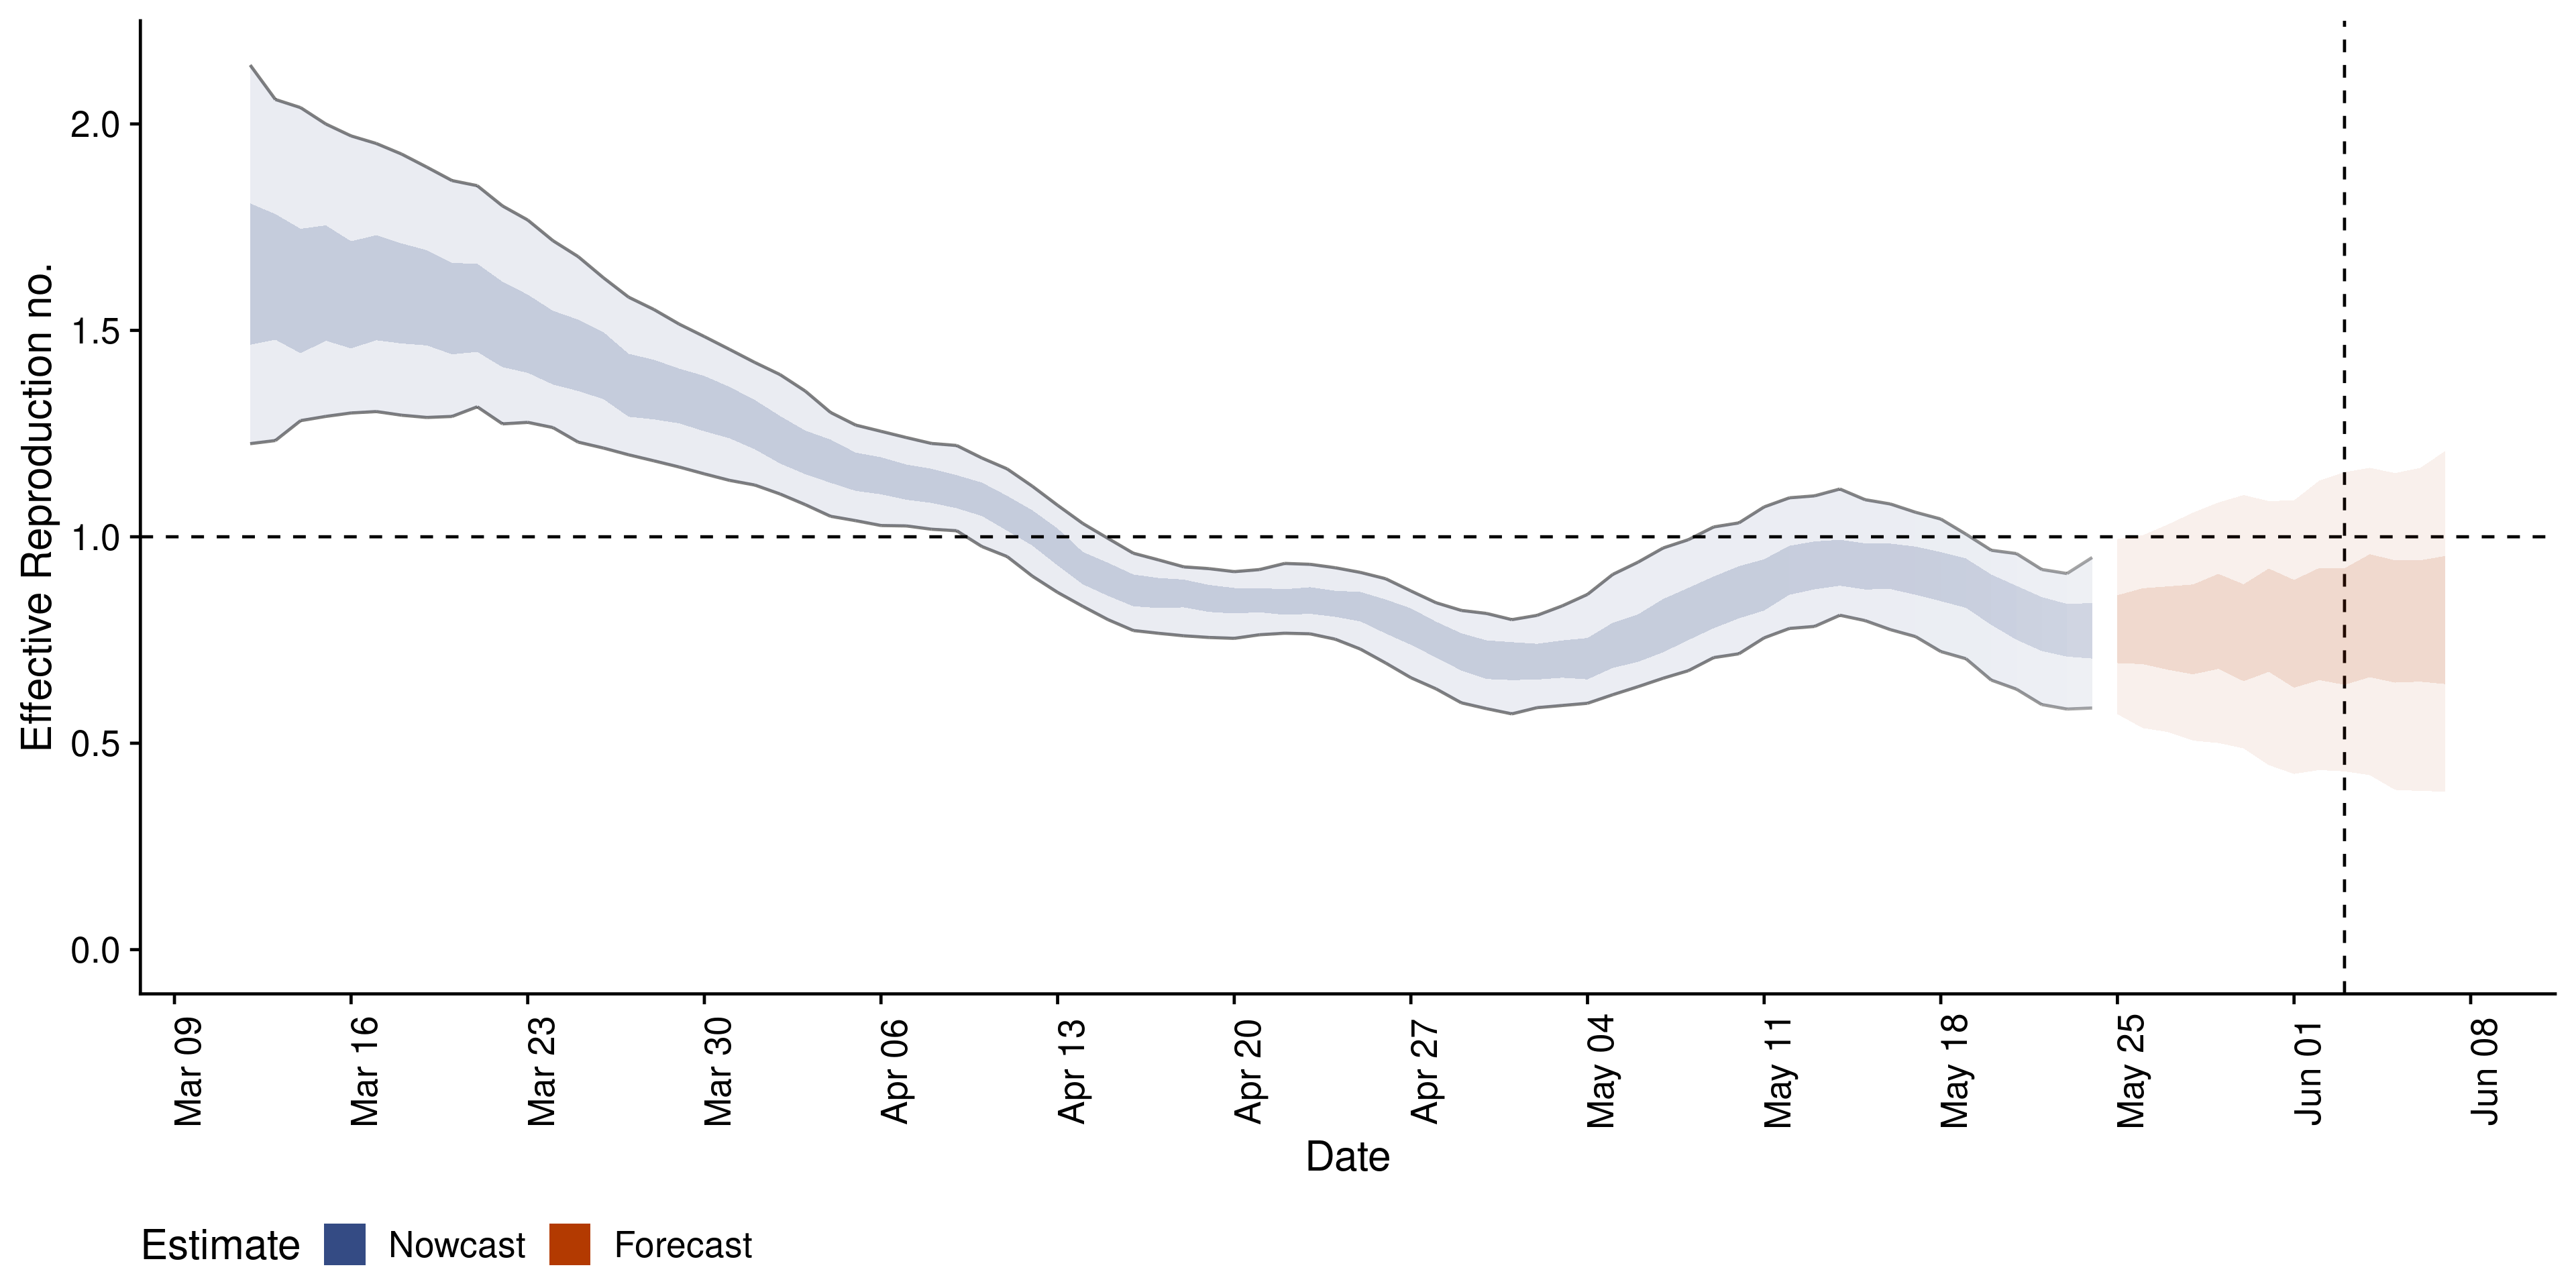 Effective Reproduction no.
2.0
1.5
1.0
0.5
0.0
Mar 09
Mar 16
Mar 23
Mar 30
Apr 06
Apr 13
Apr 20
Apr 27
May 04
May 11
May 18
May 25
Jun 01
Jun 08
Date
Estimate Nowcast Forecast